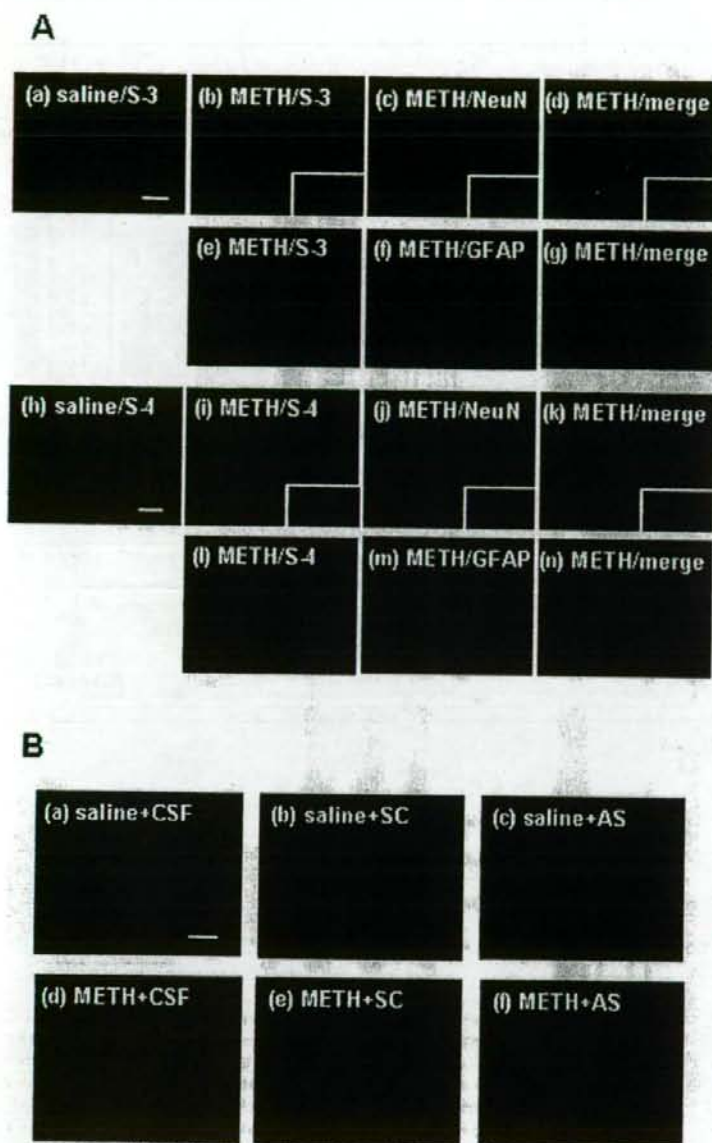 A
(a) saline/S-3 (b) METH/S-3 (c) METH/NeuN (d) METH/merge
(e) METH/S-3 (f) METH/GFAP (g) METH/merge
(h) saline/S-4 (i) METH/S-4 (j) METH/NeuN (k) METH/merge
(l) METH/S-4 (m) METH/GFAP (n) METH/merge
B
(a) saline+CSF (b) saline+SC (c) saline+AS
(d) METH+CSF (e) METH+SC (f) METH+AS